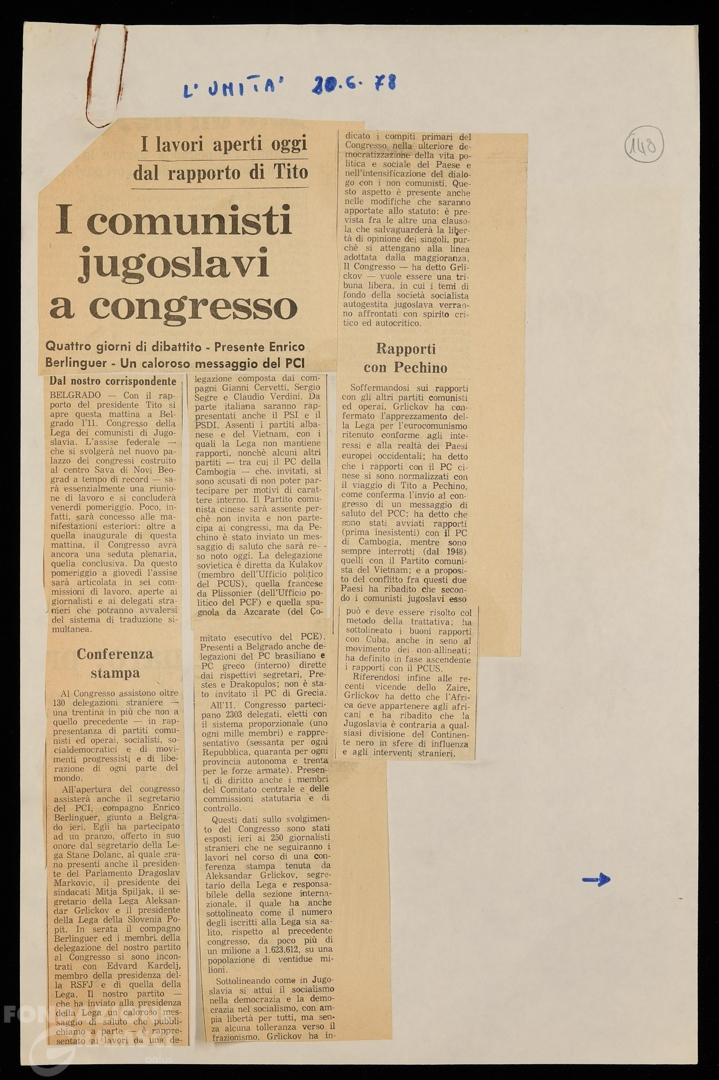 L'UNITA' 20.6.78
148
I lavori aperti oggi
dal rapporto di Tito
I comunisti
jugoslavi
a congresso
Quattro giorni di dibattito - Presente Enrico
Berlinguer - Un caloroso messaggio del PCI
Dal nostro corrispondente
BELGRADO — Con il rap-
porto del presidente Tito si
apre questa mattina a Bel-
grado l'11. Congresso della
Lega dei comunisti di Jugo-
slavia. L'assise federale —
che si svolgerà nel nuovo pa-
lazzo dei congressi costruito
al centro Sava di Novi Beo-
grad a tempo di record — sa-
rà essenzialmente una riunio-
ne di lavoro e si concluderà
venerdì pomeriggio. Poco, in-
fatti, sarà concesso alle ma-
nifestazioni esteriori: oltre a
quella inaugurale di questa
mattina, il Congresso avrà
ancora una seduta plenaria,
quella conclusiva. Da questo
pomeriggio a giovedì l'assise
sarà articolata in sei com-
missioni di lavoro, aperte ai
giornalisti e ai delegati stra-
nieri che potranno avvalersi
del sistema di traduzione si-
multanea.
Conferenza
stampa
Al Congresso assistono oltre
130 delegazioni straniere —
una trentina in più che non a
quello precedente — in rap-
presentanza di partiti comu-
nisti ed operai, socialisti, so-
cialdemocratici e di movi-
menti progressisti e di libe-
razione di ogni parte del
mondo.
All'apertura del congresso
assisterà anche il segretario
del PCI, compagno Enrico
Berlinguer, giunto a Belgra-
do ieri. Egli ha partecipato
ad un pranzo, offerto in suo
onore dal segretario della Le-
ga Stane Dolanc, al quale era-
no presenti anche il presiden-
te del Parlamento Dragoslav
Markovic, il presidente dei
sindacati Mitja Spiljak, il se-
gretario della Lega Aleksan-
dar Grlickov e il presidente
della Lega della Slovenia Po-
pit. In serata il compagno
Berlinguer ed i membri della
delegazione del nostro partito
al Congresso si sono incon-
trati con Edvard Kardelj,
membro della presidenza del-
la RSFJ e di quella della
Lega. Il nostro partito —
che ha inviato alla presidenza
della Lega un caloroso mes-
saggio di saluto che pubbli-
chiamo a parte — è rappre-
sentato ai lavori da una de-
legazione composta dai com-
pagni Gianni Cervetti, Sergio
Segre e Claudio Verdini. Da
parte italiana saranno rap-
presentati anche il PSI e il
PSDI. Assenti i partiti alba-
nese e del Vietnam, con i
quali la Lega non mantiene
rapporti, nonchè alcuni altri
partiti — tra cui il PC della
Cambogia — che, invitati, si
sono scusati di non poter par-
tecipare per motivi di carat-
tere interno. Il Partito comu-
nista cinese sarà assente per-
chè non invita e non parte-
cipa ai congressi, ma da Pe-
chino è stato inviato un mes-
saggio di saluto che sarà re-
so noto oggi. La delegazione
sovietica è diretta da Kulakov
(membro dell'Ufficio politico
del PCUS), quella francese
da Plissonier (dell'Ufficio po-
litico del PCF) e quella spa-
gnola da Azcarate (del Co-
mitato esecutivo del PCE).
Presenti a Belgrado anche de-
legazioni del PC brasiliano e
PC greco (interno) dirette
dai rispettivi segretari, Pre-
stes e Drakopulos; non è sta-
to invitato il PC di Grecia.
All'11. Congresso parteci-
pano 2303 delegati, eletti con
il sistema proporzionale (uno
ogni mille membri) e rappre-
sentativo (sessanta per ogni
Repubblica, quaranta per ogni
provincia autonoma e trenta
per le forze armate). Presen-
ti di diritto anche i membri
del Comitato centrale e delle
commissioni statutaria e di
controllo.
Questi dati sullo svolgimen-
to del Congresso sono stati
esposti ieri ai 250 giornalisti
stranieri che ne seguiranno i
lavori nel corso di una con-
ferenza stampa tenuta da
Aleksandar Grlickov, segre-
tario della Lega e responsa-
bile della sezione interna-
zionale, il quale ha anche
sottolineato come il numero
degli iscritti alla Lega sia sa-
lito, rispetto al precedente
congresso, da poco più di
un milione a 1.623.612, su una
popolazione di ventidue mi-
lioni.
Sottolineando come in Jugo-
slavia si attui il socialismo
nella democrazia e la demo-
crazia nel socialismo, con am-
pia libertà per tutti, ma sen-
za alcuna tolleranza verso il
frazionismo, Grlickov ha in-
dicato i compiti primari del
Congresso nella ulteriore de-
mocratizzazione della vita po-
litica e sociale del Paese e
nell'intensificazione del dialo-
go con i non comunisti. Que-
sto aspetto è presente anche
nelle modifiche che saranno
apportate allo statuto: è pre-
vista fra le altre una clauso-
la che salvaguarderà la liber-
tà di opinione dei singoli, pur-
chè si attengano alla linea
adottata dalla maggioranza.
Il Congresso — ha detto Grli-
ckov — vuole essere una tri-
buna libera, in cui i temi di
fondo della società socialista
autogestita jugoslava verran-
no affrontati con spirito cri-
tico ed autocritico.
Rapporti
con Pechino
Soffermandosi sui rapporti
con gli altri partiti comunisti
ed operai, Grlickov ha con-
fermato l'apprezzamento del-
la Lega per l'eurocomunismo
ritenuto conforme agli inte-
ressi e alla realtà dei Paesi
europei occidentali; ha detto
che i rapporti con il PC ci-
nese si sono normalizzati con
il viaggio di Tito a Pechino,
come conferma l'invio al con-
gresso di un messaggio di
saluto del PCC; ha detto che
sono stati avviati rapporti
(prima inesistenti) con il PC
di Cambogia, mentre sono
sempre interrotti (dal 1948)
quelli con il Partito comuni-
sta del Vietnam; e a proposi-
to del conflitto fra questi due
Paesi ha ribadito che secon-
do i comunisti jugoslavi esso
può e deve essere risolto col
metodo della trattativa; ha
sottolineato i buoni rapporti
con Cuba, anche in seno al
movimento dei non-allineati;
ha definito in fase ascendente
i rapporti con il PCUS.
Riferendosi infine alle re-
centi vicende dello Zaire,
Grlickov ha detto che l'Afri-
ca deve appartenere agli afri-
cani e ha ribadito che la
Jugoslavia è contraria a qual-
siasi divisione del Continen-
te nero in sfere di influenza
e agli interventi stranieri.